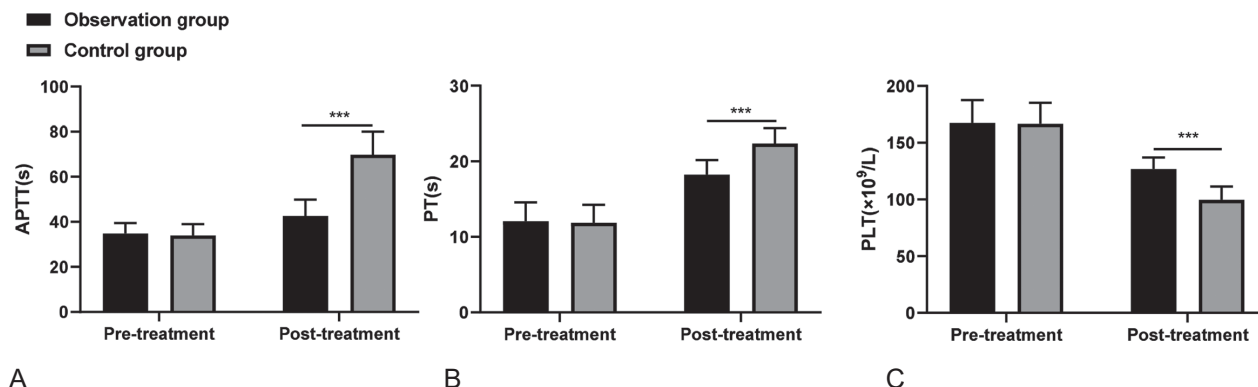 Observation group
Control group
APTT(s)
100
80
60
40
20
0
***
Pre-treatment
Post-treatment
A
PT(s)
30
20
10
0
***
Pre-treatment
Post-treatment
B
PLT(×10⁹/L)
200
150
100
50
0
***
Pre-treatment
Post-treatment
C